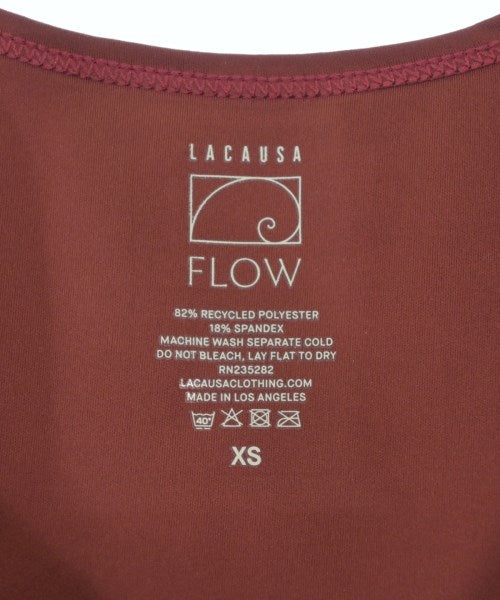 LACAUSA
FLOW
82% RECYCLED POLYESTER
18% SPANDEX
MACHINE WASH SEPARATE COLD
DO NOT BLEACH, LAY FLAT TO DRY
RN235282
LACAUSACLOTHING.COM
MADE IN LOS ANGELES
40°
XS